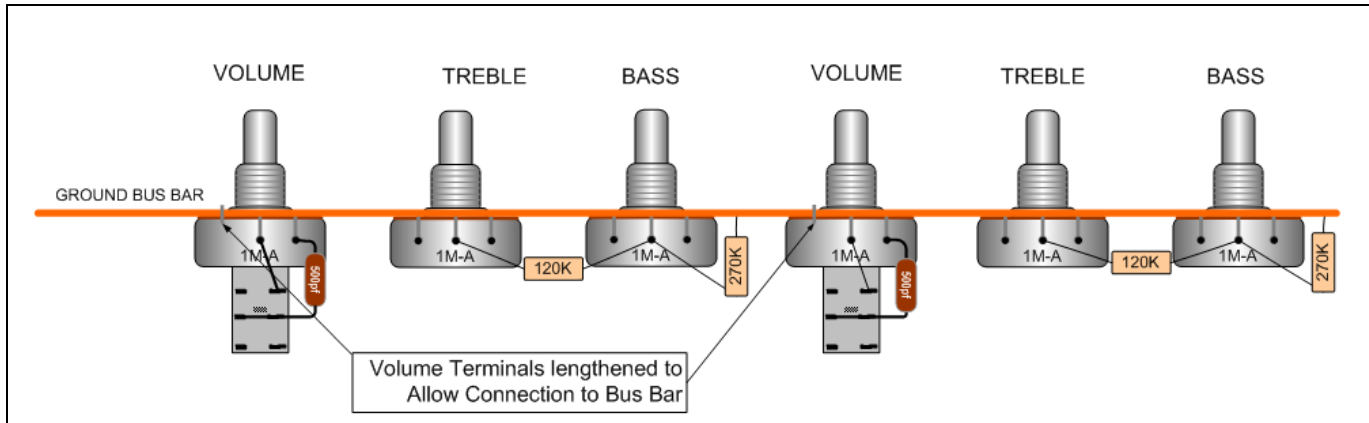 VOLUME
TREBLE
BASS
VOLUME
TREBLE
BASS
GROUND BUS BAR
1M-A
1M-A
1M-A
1M-A
1M-A
1M-A
120K
270K
120K
270K
500pf
500pf
Volume Terminals lengthened to
Allow Connection to Bus Bar